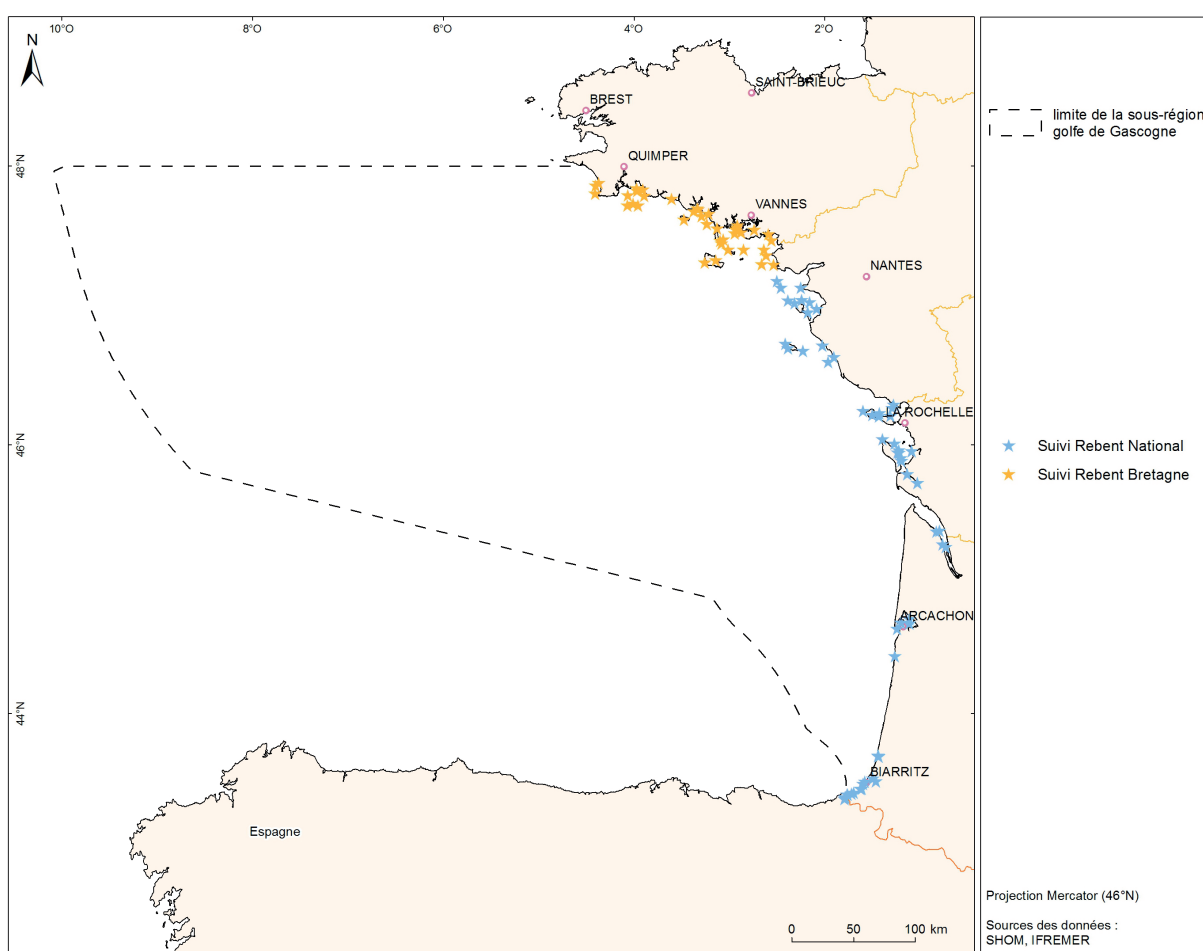 10°O
8°O
6°O
4°O
2°O
N
SAINT-BRIEUC
BREST
limite de la sous-région
golfe de Gascogne
QUIMPER
48°N
VANNES
NANTES
LA ROCHELLE
46°N
Suivi Rebent National
Suivi Rebent Bretagne
ARCACHON
44°N
BIARRITZ
Espagne
Projection Mercator (46°N)
0 50 100 km
Sources des données :
SHOM, IFREMER